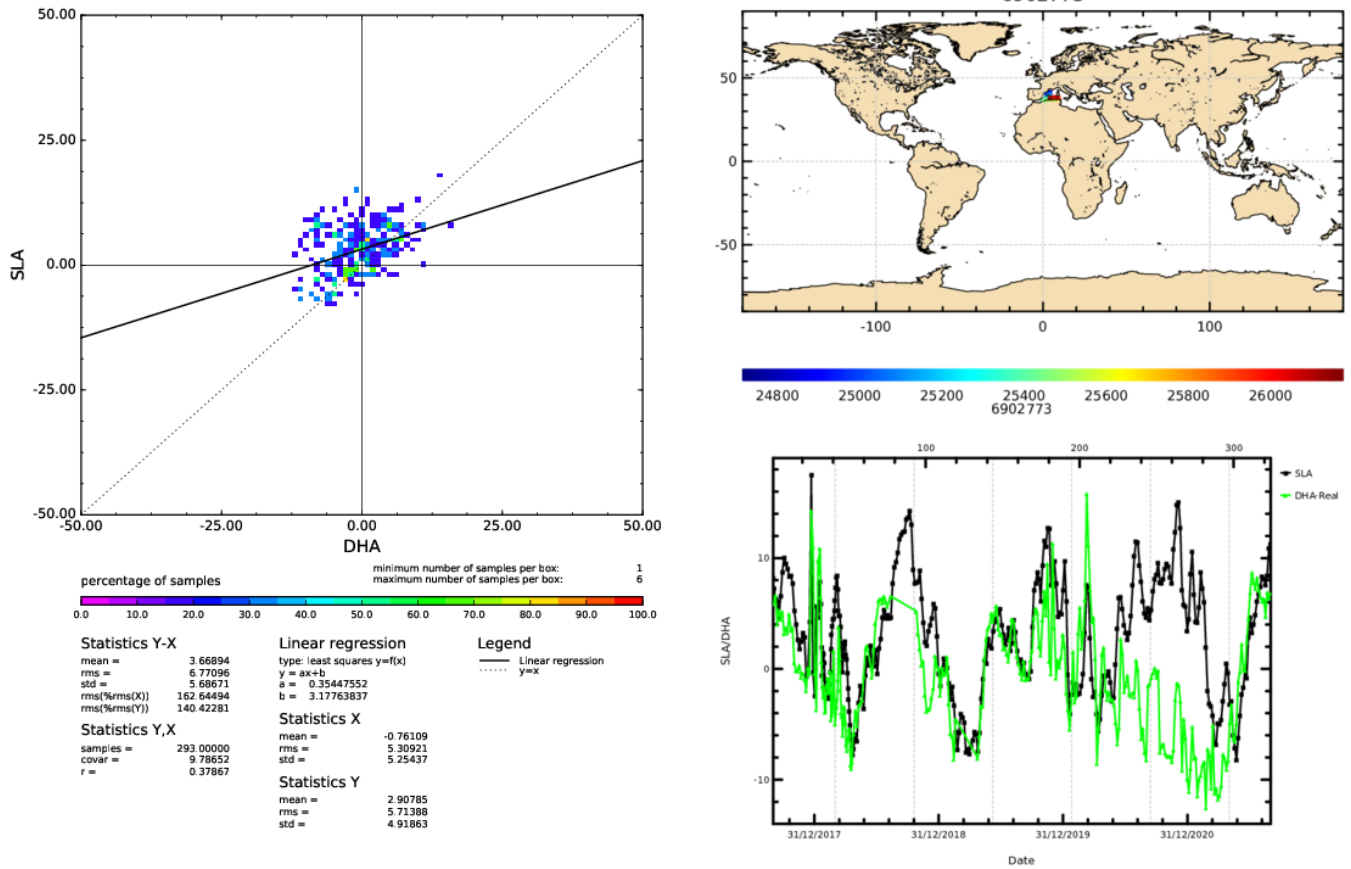 50.00
25.00
0.00
-25.00
-50.00
SLA
-50.00 -25.00 0.00 25.00 50.00
DHA
minimum number of samples per box: 1
maximum number of samples per box: 6
percentage of samples
0.0 10.0 20.0 30.0 40.0 50.0 60.0 70.0 80.0 90.0 100.0
Statistics Y-X
mean = 3.66894
rms = 6.77096
std = 5.68671
rms(%rms(X)) 162.64494
rms(%rms(Y)) 140.42281
Statistics Y,X
samples = 293.00000
covar = 9.78652
r = 0.37867
Linear regression
type: least squares y=f(x)
y = ax+b
a = 0.35447552
b = 3.17763837
Statistics X
mean = -0.76109
rms = 5.30921
std = 5.25437
Statistics Y
mean = 2.90785
rms = 5.71388
std = 4.91863
Legend
Linear regression
y=x
50
0
-50
-100 0 100
24800 25000 25200 25400 25600 25800 26000
6902773
100 200 300
SLA
DHA-Real
10
0
-10
SLA/DHA
31/12/2017 31/12/2018 31/12/2019 31/12/2020
Date